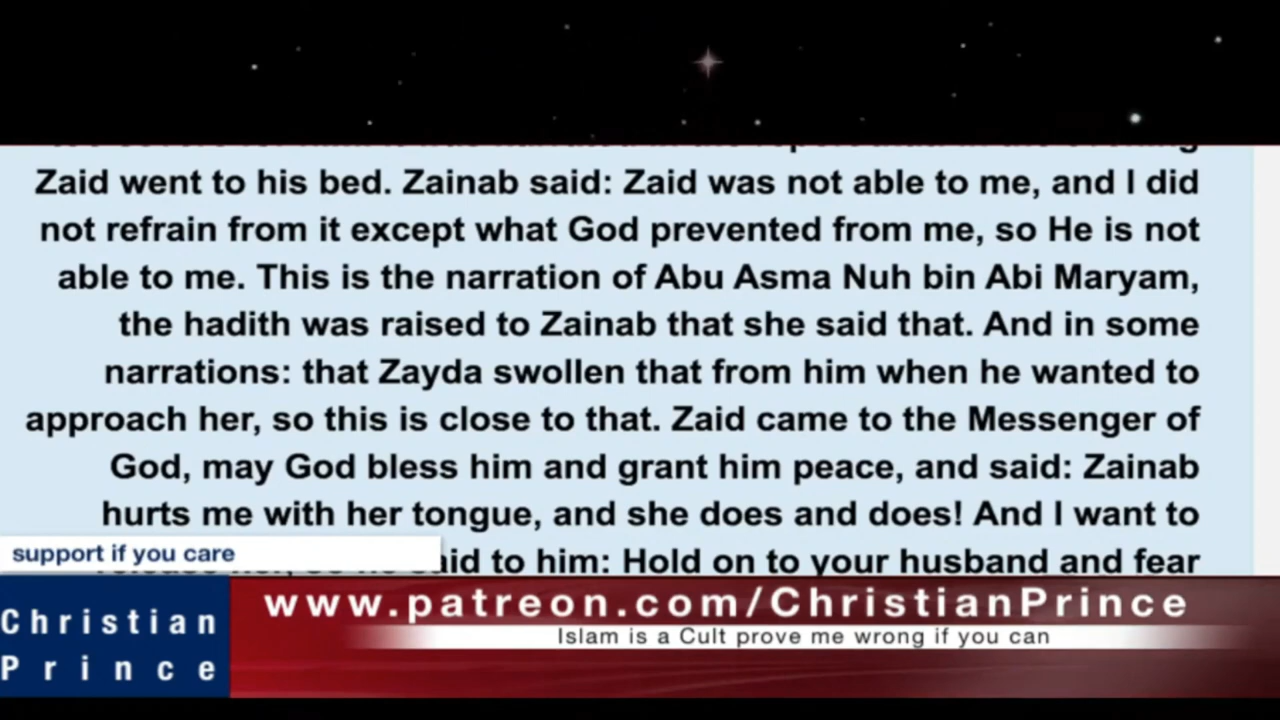 Zaid went to his bed. Zainab said: Zaid was not able to me, and I did
not refrain from it except what God prevented from me, so He is not
able to me. This is the narration of Abu Asma Nuh bin Abi Maryam,
the hadith was raised to Zainab that she said that. And in some
narrations: that Zayda swollen that from him when he wanted to
approach her, so this is close to that. Zaid came to the Messenger of
God, may God bless him and grant him peace, and said: Zainab
hurts me with her tongue, and she does and does! And I want to
to him: Hold on to your husband and fear
support if you care
Christian
Prince
www.patreon.com/ChristianPrince
Islam is a Cult prove me wrong if you can